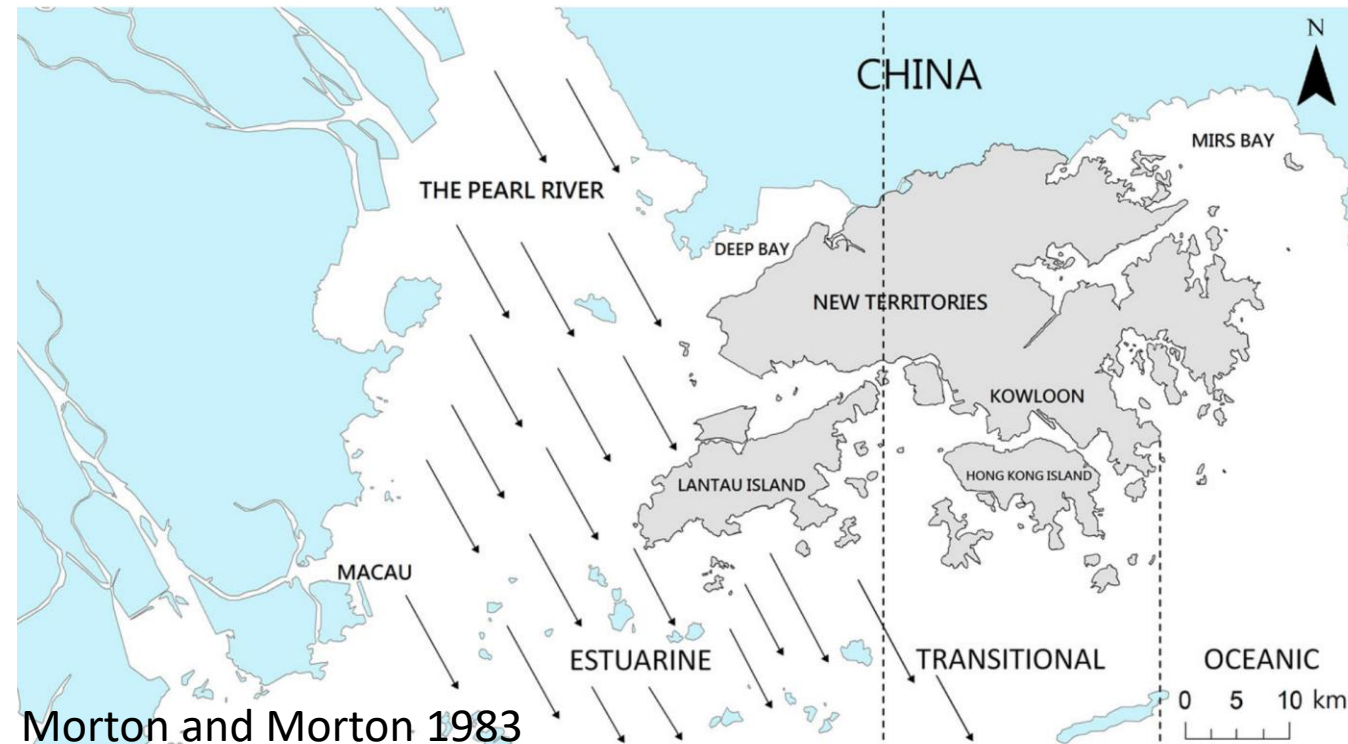 N
CHINA
MIRS BAY
THE PEARL RIVER
DEEP BAY
NEW TERRITORIES
KOWLOON
HONG KONG ISLAND
LANTAU ISLAND
MACAU
ESTUARINE
TRANSITIONAL
OCEANIC
0 5 10 km
Morton and Morton 1983